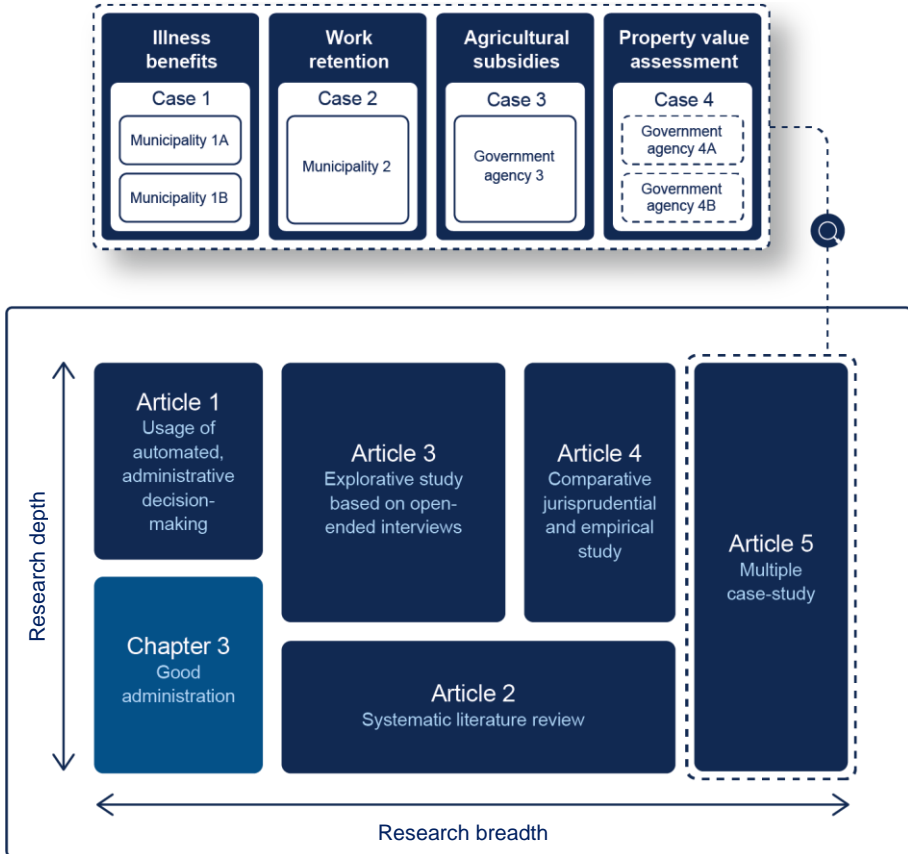 Illness
benefits
Case 1
Municipality 1A
Municipality 1B
Work
retention
Case 2
Municipality 2
Agricultural
subsidies
Case 3
Government
agency 3
Property value
assessment
Case 4
Government
agency 4A
Government
agency 4B
Research depth
Article 1
Usage of
automated,
administrative
decision-
making
Chapter 3
Good
administration
Article 3
Explorative study
based on open-
ended interviews
Article 4
Comparative
jurisprudential
and empirical
study
Article 2
Systematic literature review
Article 5
Multiple
case-study
Research breadth